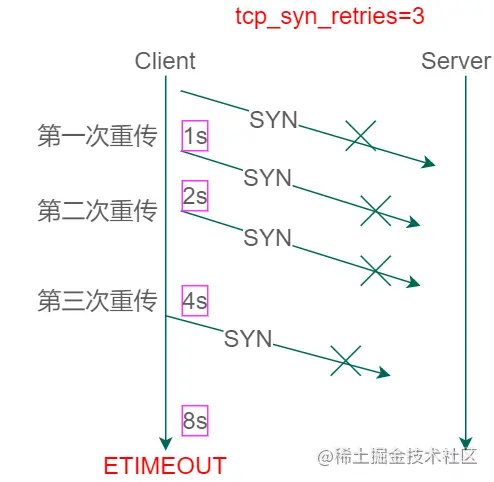 tcp_syn_retries=3
Client
Server
SYN
第一次重传
1s
SYN
2s
第二次重传
SYN
第三次重传
4s
SYN
8s
@稀土掘金技术社区
ETIMEOUT